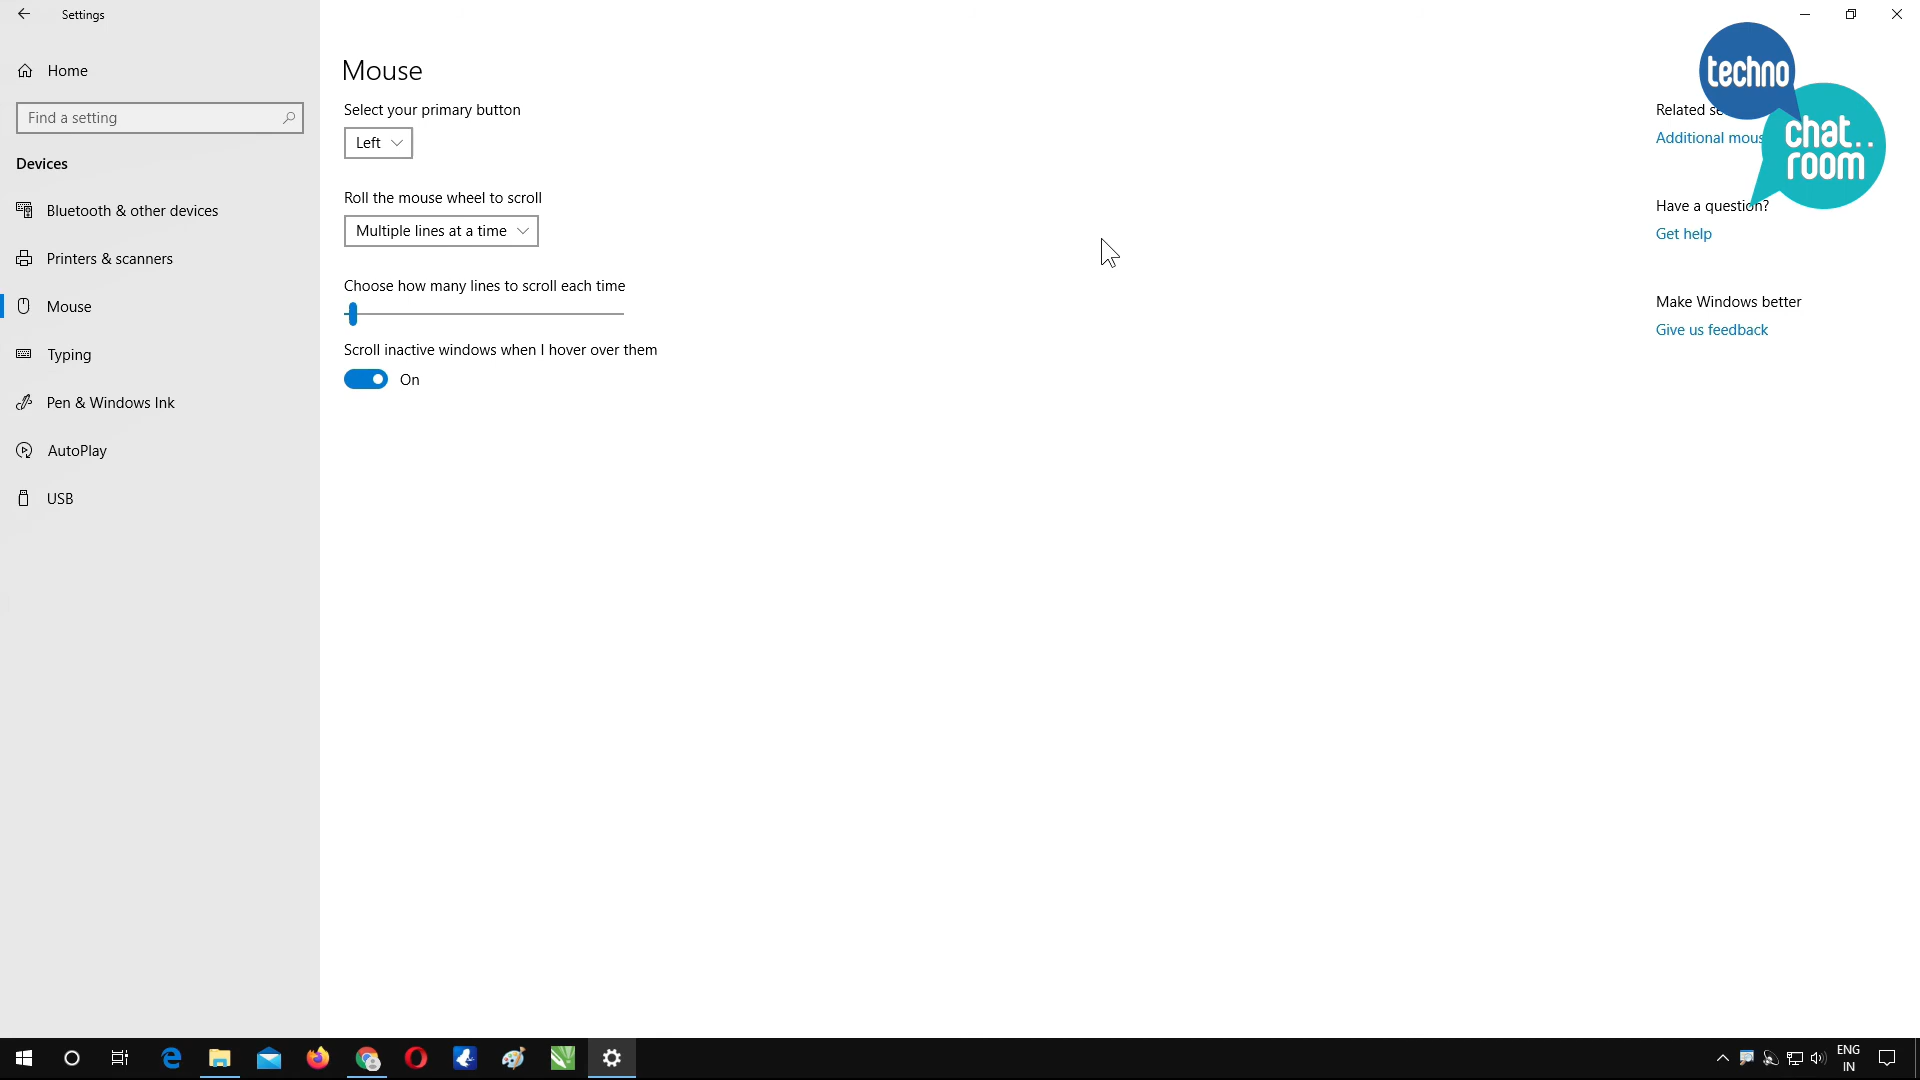 Settings
Home
Find a setting
Devices
Bluetooth & other devices
Printers & scanners
Mouse
Typing
Pen & Windows Ink
AutoPlay
USB
Mouse
Select your primary button
Left
Roll the mouse wheel to scroll
Multiple lines at a time
Choose how many lines to scroll each time
Scroll inactive windows when I hover over them
On
techno
chat..
room
Related
Additional
Have a question?
Get help
Make Windows better
Give us feedback
ENG
IN